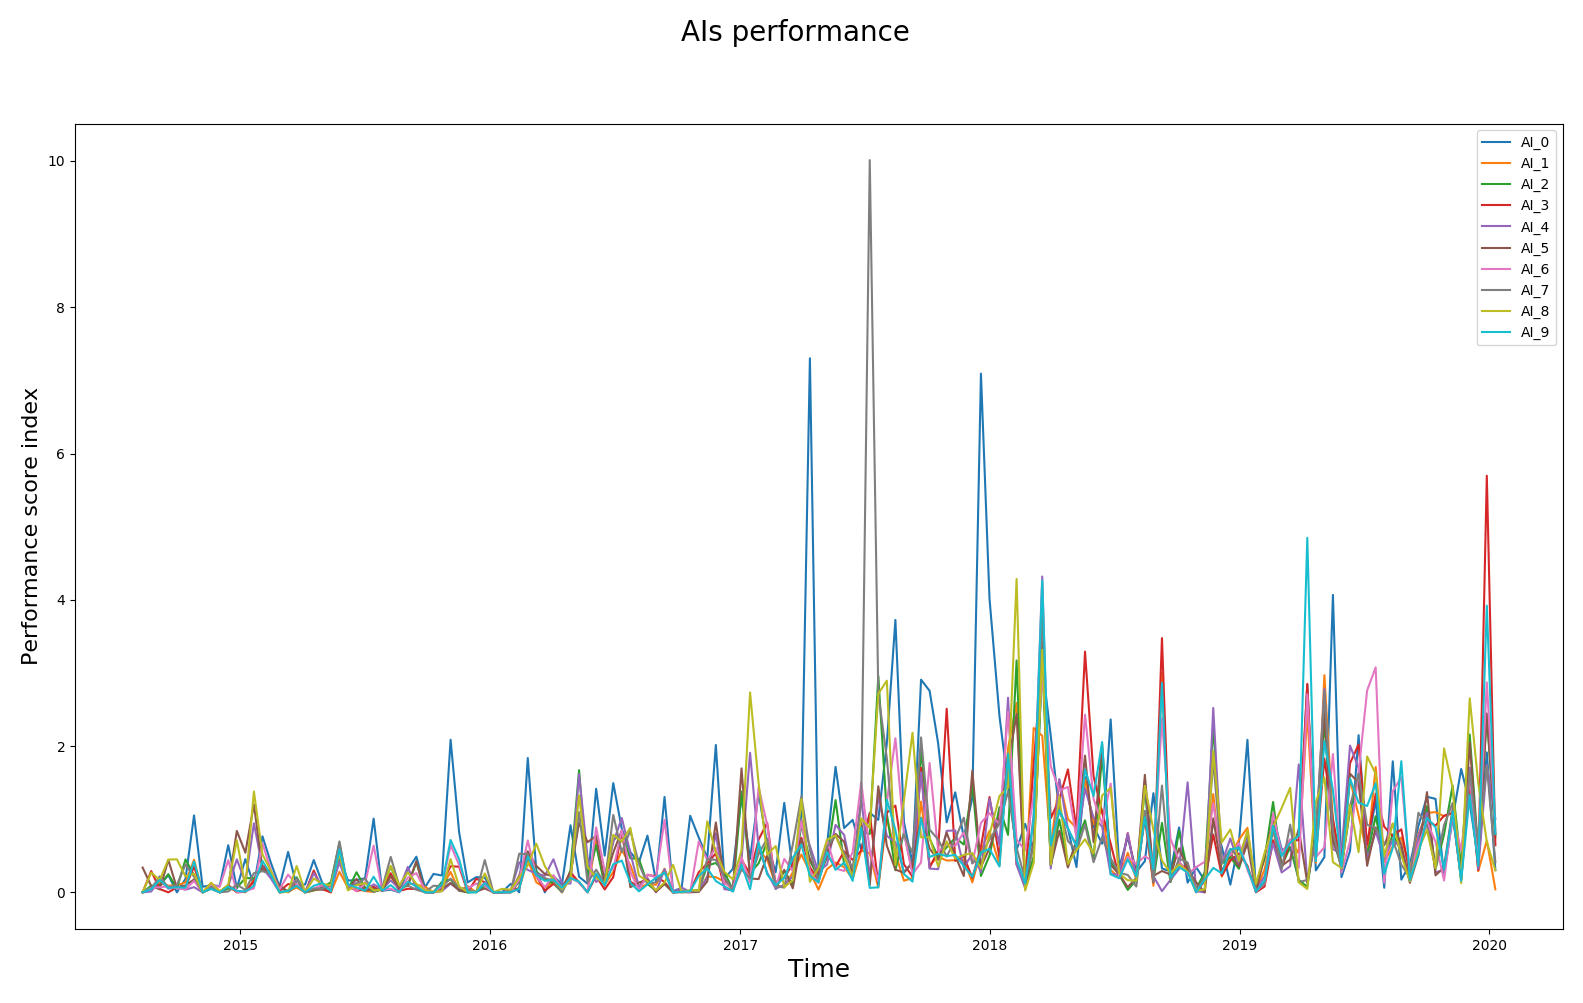 AIs performance
10
8
6
4
2
0
Performance score index
AI_0
AI_1
AI_2
AI_3
AI_4
AI_5
AI_6
AI_7
AI_8
AI_9
2015
2016
2017
2018
2019
2020
Time